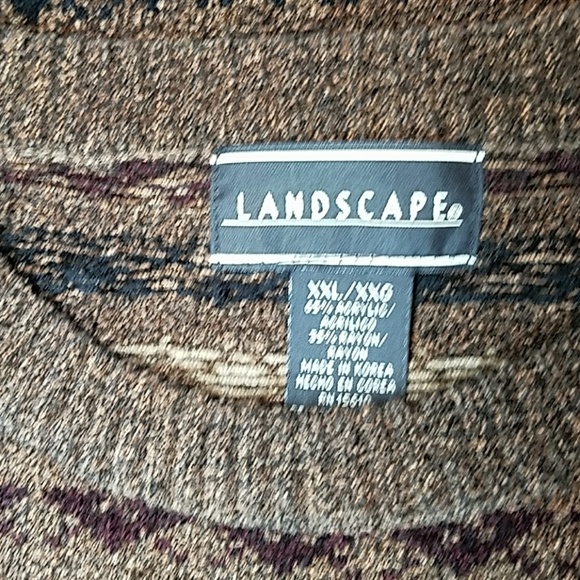 LANDSCAPE®
XXL/XXG
65% ACRYLIC/
ACRILICO
35% RAYON/
RAYON
MADE IN KOREA
HECHO EN COREA
RN 15610